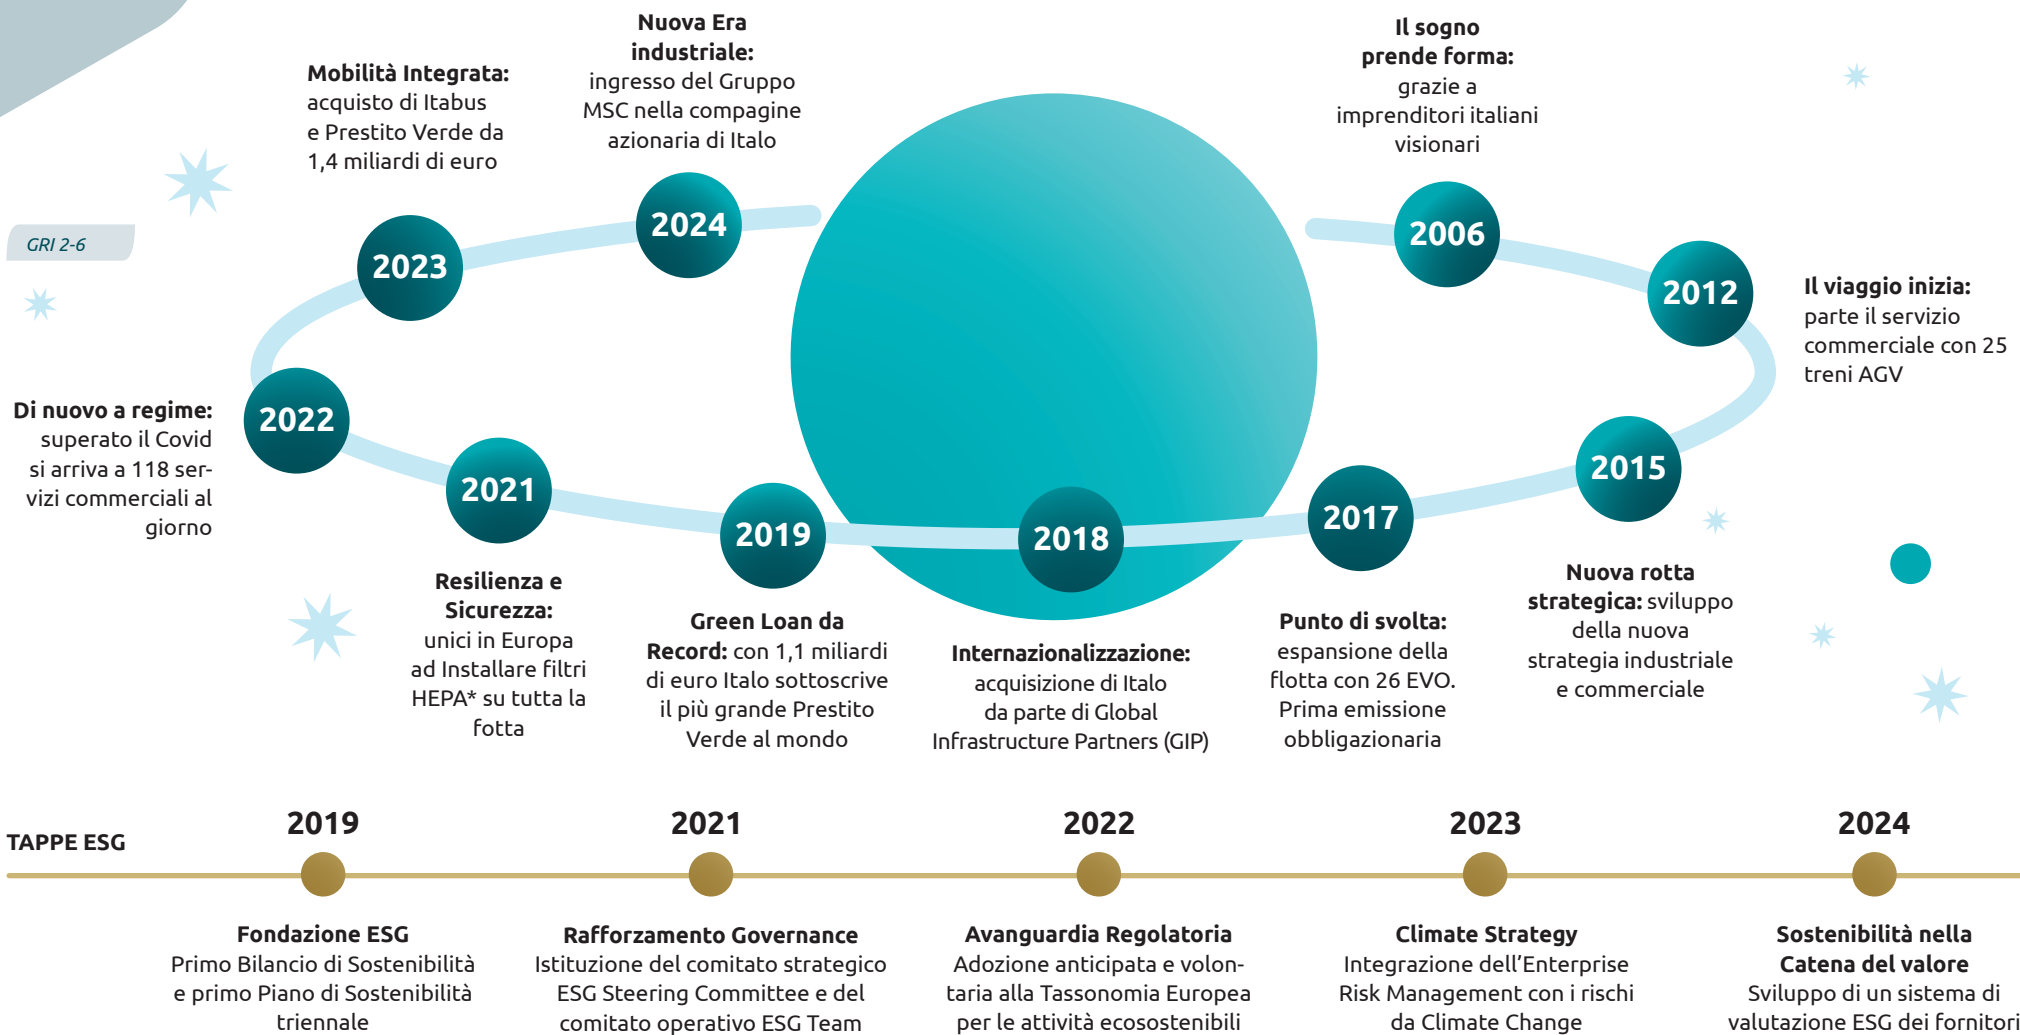 GRI 2-6
Il sogno
prende forma:
grazie a
imprenditori italiani
visionari
2006
2012
Il viaggio inizia:
parte il servizio
commerciale con 25
treni AGV
2015
Nuova rotta
strategica: sviluppo
della nuova
strategia industriale
e commerciale
2017
Punto di svolta:
espansione della
flotta con 26 EVO.
Prima emissione
obbligazionaria
2018
Internazionalizzazione:
acquisizione di Italo
da parte di Global
Infrastructure Partners (GIP)
2019
Green Loan da
Record: con 1,1 miliardi
di euro Italo sottoscrive
il più grande Prestito
Verde al mondo
2021
Resilienza e
Sicurezza:
unici in Europa
ad Installare filtri
HEPA* su tutta la
fotta
2022
Di nuovo a regime:
superato il Covid
si arriva a 118 ser-
vizi commerciali al
giorno
2023
Mobilità Integrata:
acquisto di Itabus
e Prestito Verde da
1,4 miliardi di euro
2024
Nuova Era
industriale:
ingresso del Gruppo
MSC nella compagine
azionaria di Italo
TAPPE ESG
2019
Fondazione ESG
Primo Bilancio di Sostenibilità
e primo Piano di Sostenibilità
triennale
2021
Rafforzamento Governance
Istituzione del comitato strategico
ESG Steering Committee e del
comitato operativo ESG Team
2022
Avanguardia Regolatoria
Adozione anticipata e volon-
taria alla Tassonomia Europea
per le attività ecosostenibili
2023
Climate Strategy
Integrazione dell’Enterprise
Risk Management con i rischi
da Climate Change
2024
Sostenibilità nella
Catena del valore
Sviluppo di un sistema di
valutazione ESG dei fornitori